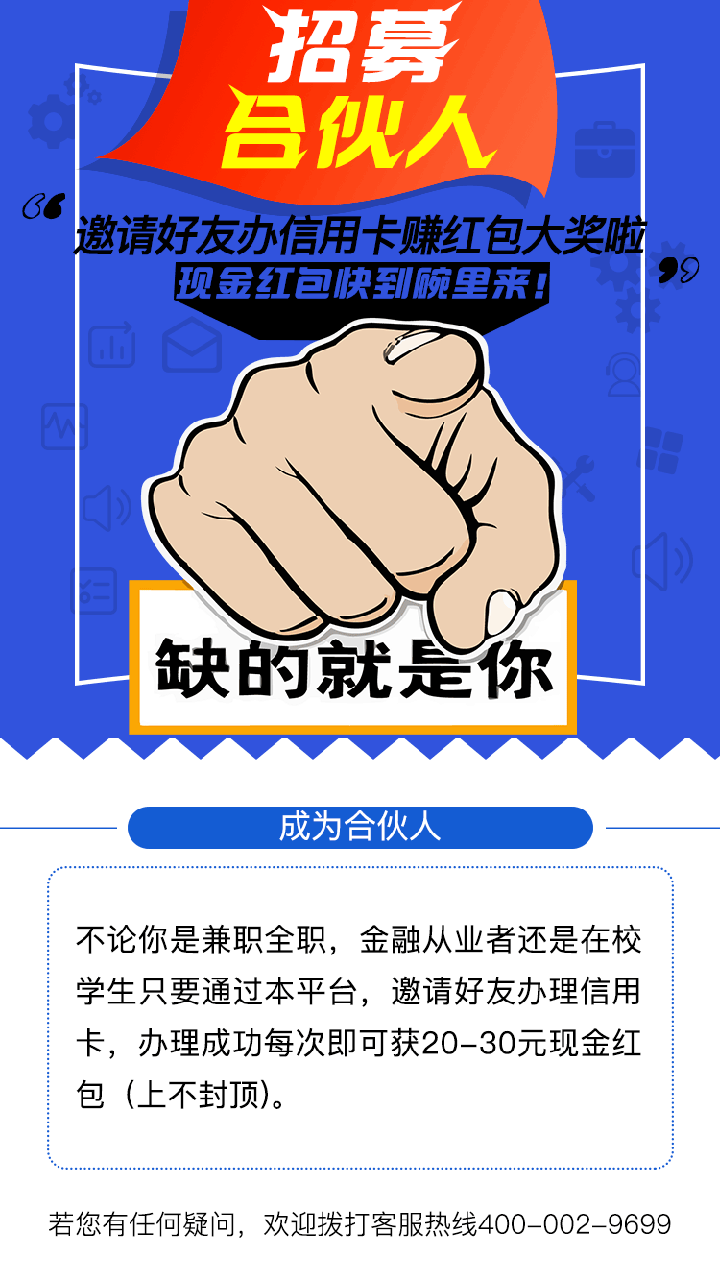 招募
合伙人
邀请好友办信用卡赚红包大奖啦
现金红包快到碗里来!
缺的就是你
成为合伙人
不论你是兼职全职，金融从业者还是在校
学生只要通过本平台，邀请好友办理信用
卡，办理成功每次即可获20-30元现金红
包（上不封顶）。
若您有任何疑问，欢迎拨打客服热线400-002-9699